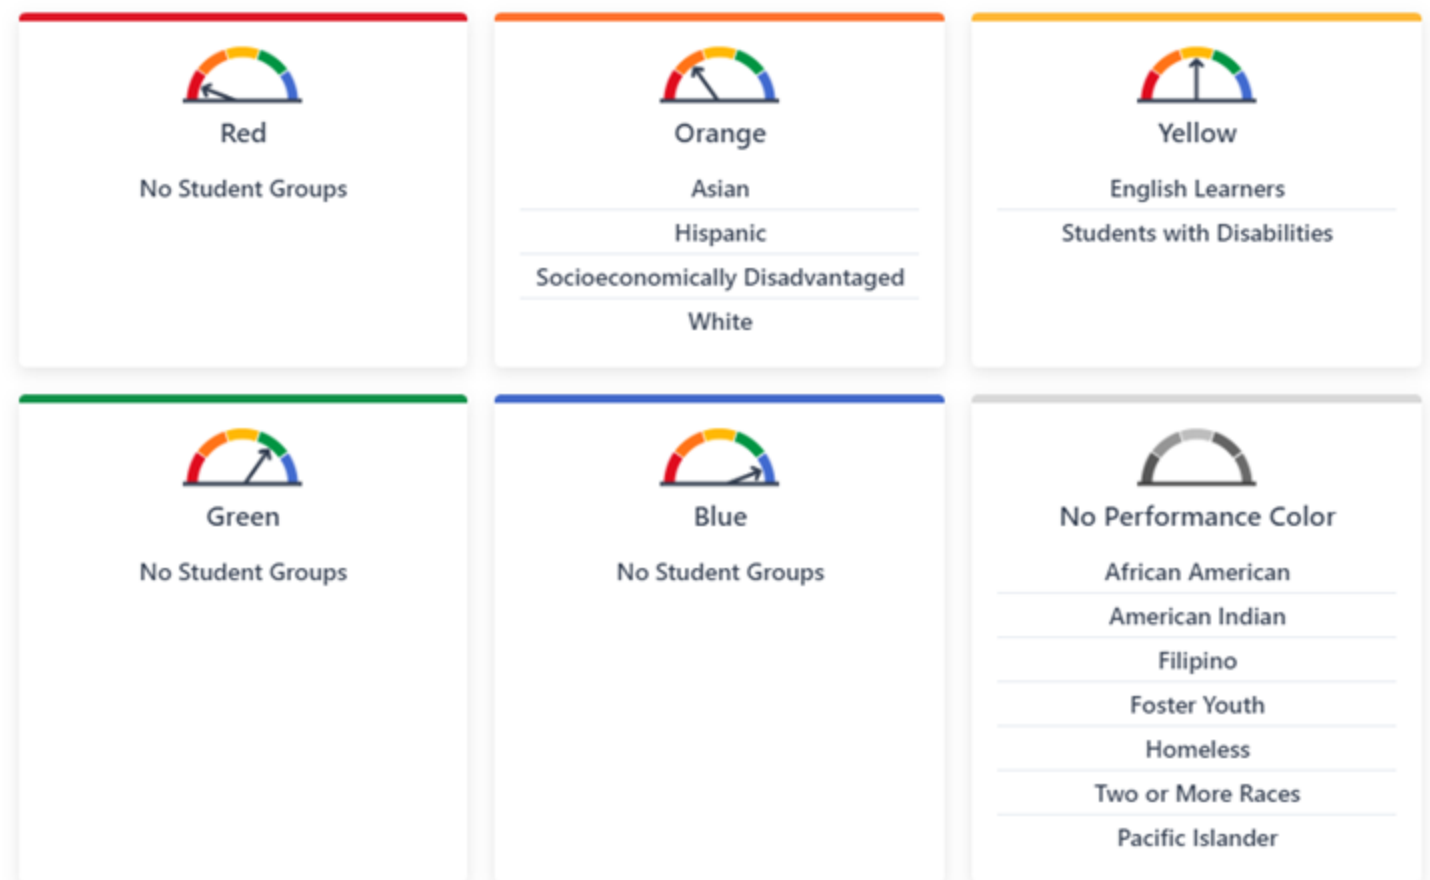 Red
No Student Groups
Orange
Asian
Hispanic
Socioeconomically Disadvantaged
White
Yellow
English Learners
Students with Disabilities
Green
No Student Groups
Blue
No Student Groups
No Performance Color
African American
American Indian
Filipino
Foster Youth
Homeless
Two or More Races
Pacific Islander